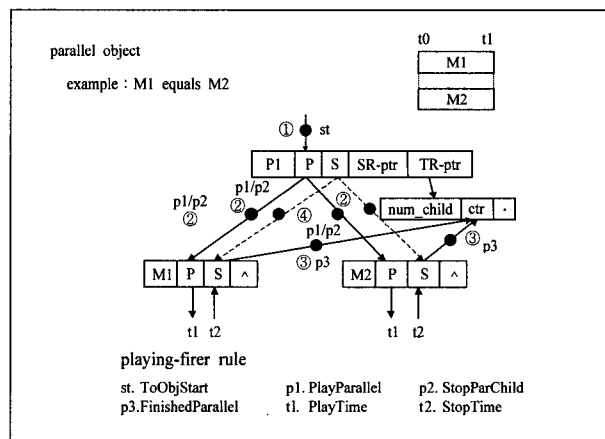 parallel object
t0 t1
example : M1 equals M2
M1
M2
① st
P1 P S SR-ptr TR-ptr
p1/p2
p1/p2 ② ② num_child ctr ·
② ④ p1/p2 ③
③ p3 p3
M1 P S ^ M2 P S ^
t1 t2 t1 t2
playing-firer rule
st. ToObjStart p1. PlayParallel p2. StopParChild
p3.FinishedParallel t1. PlayTime t2. StopTime